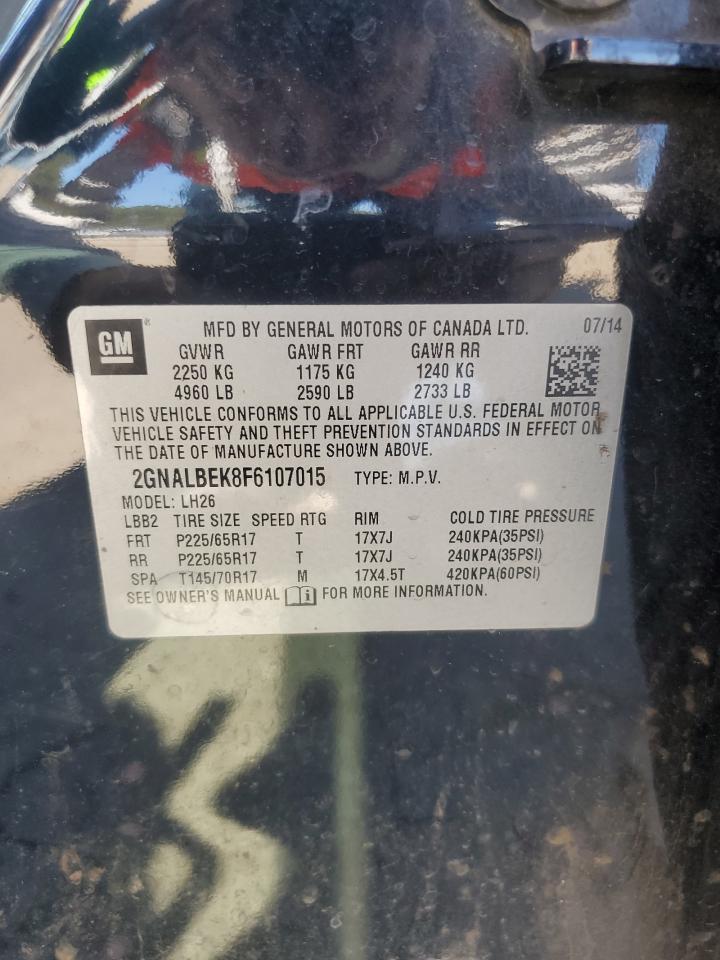 GM ® MFD BY GENERAL MOTORS OF CANADA LTD. 07/14
GVWR GAWR FRT GAWR RR
2250 KG 1175 KG 1240 KG
4960 LB 2590 LB 2733 LB
THIS VEHICLE CONFORMS TO ALL APPLICABLE U.S. FEDERAL MOTOR
VEHICLE SAFETY AND THEFT PREVENTION STANDARDS IN EFFECT ON
THE DATE OF MANUFACTURE SHOWN ABOVE.
2GNALBEK8F6107015 TYPE: M.P.V.
MODEL: LH26
LBB2 TIRE SIZE SPEED RTG RIM COLD TIRE PRESSURE
FRT P225/65R17 T 17X7J 240KPA(35PSI)
RR P225/65R17 T 17X7J 240KPA(35PSI)
SPA T145/70R17 M 17X4.5T 420KPA(60PSI)
SEE OWNER'S MANUAL FOR MORE INFORMATION.